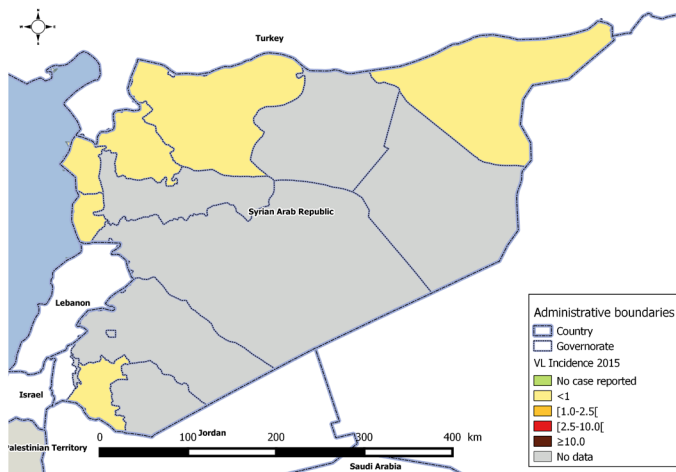 Turkey
Syrian Arab Republic
Lebanon
Israel
Jordan
Palestinian Territory
Saudi Arabia
0 100 200 300 400 km
Administrative boundaries
Country
Governorate
VL Incidence 2015
No case reported
<1
[1.0-2.5[
[2.5-10.0[
≥10.0
No data